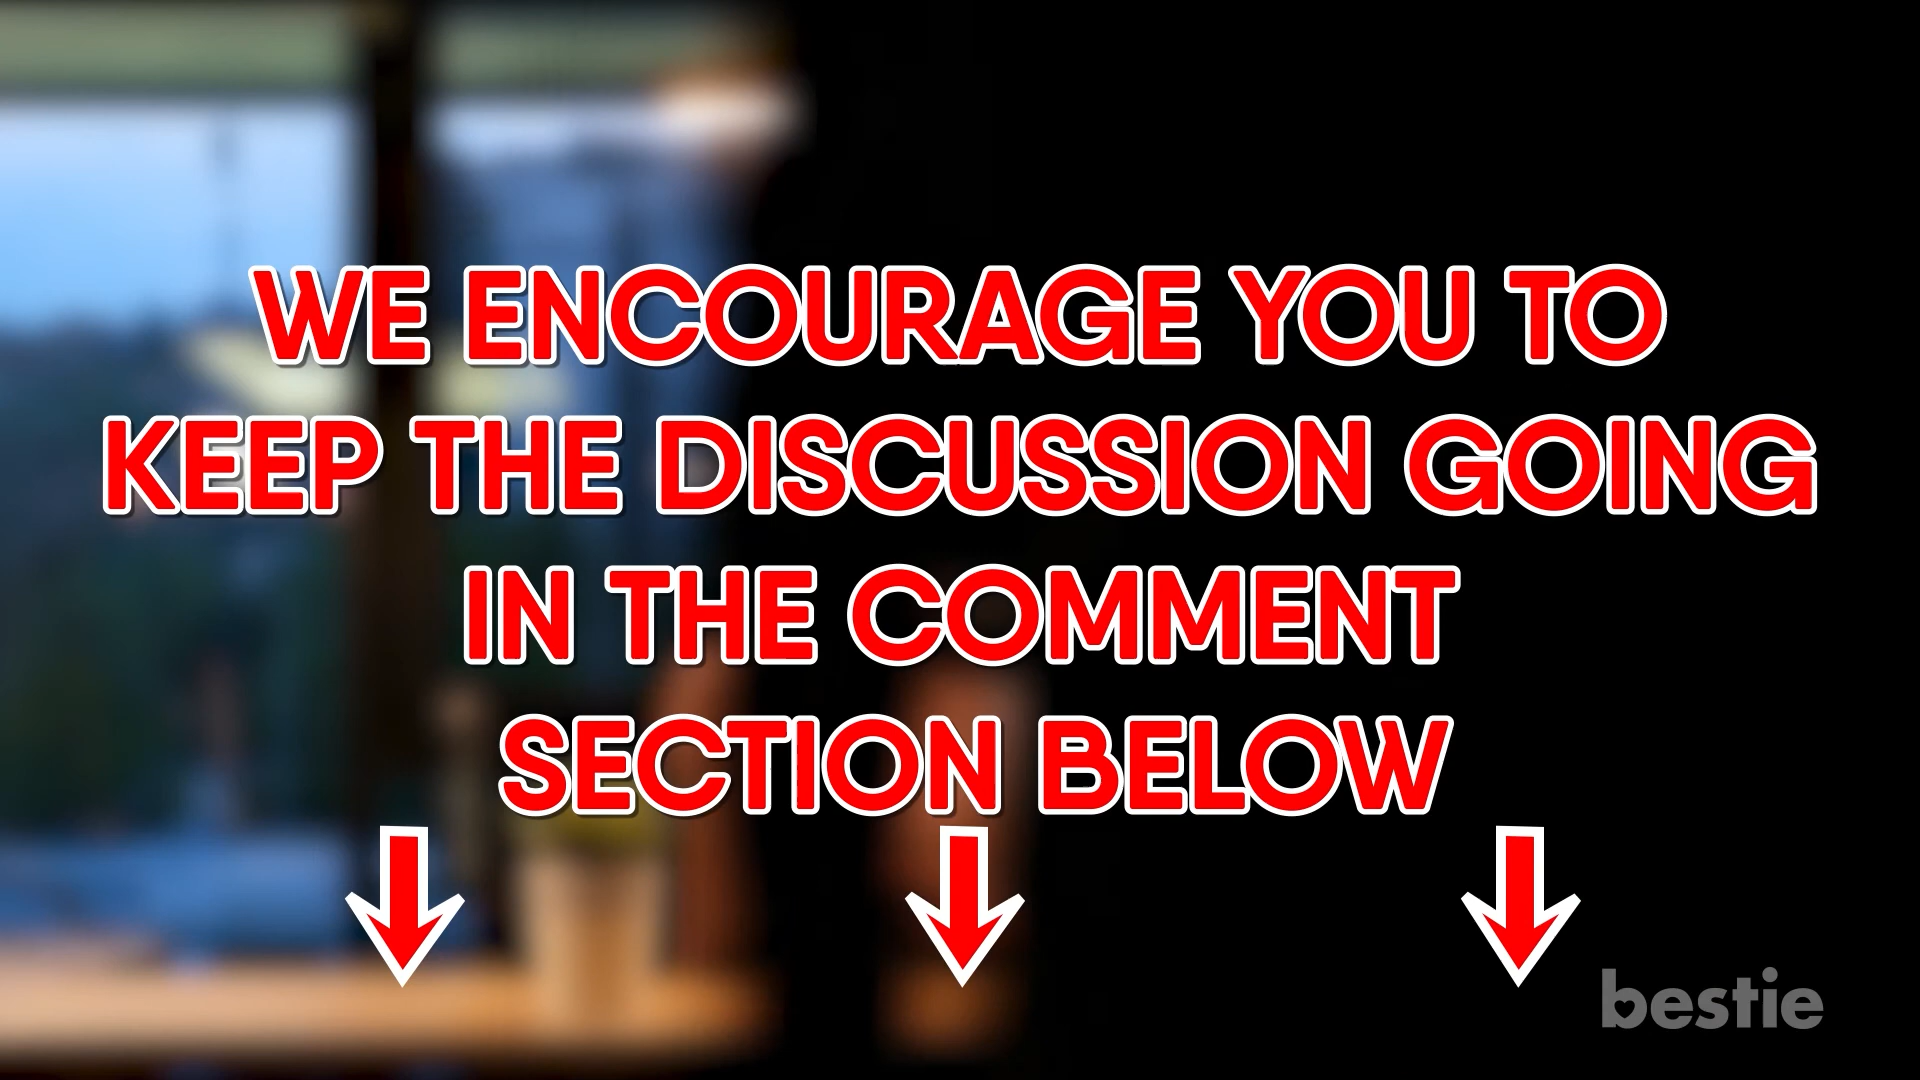 WE ENCOURAGE YOU TO
KEEP THE DISCUSSION GOING
IN THE COMMENT
SECTION BELOW
bestie